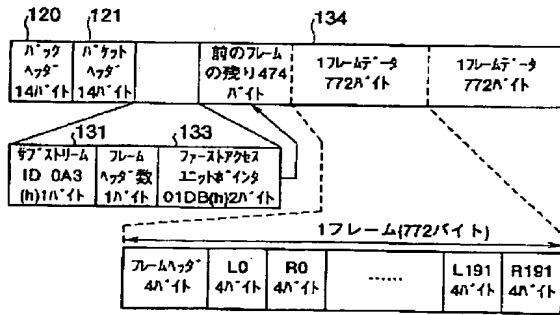 120
121
134
パック
ヘッダ
14バイト
パケット
ヘッダ
14バイト
前のフレーム
の残り474
バイト
1フレームデータ
772バイト
1フレームデータ
772バイト
131
133
サブストリーム
ID 0A3
(h)1バイト
フレーム
ヘッダ数
1バイト
ファーストアクセス
ユニットポインタ
01DB(h)2バイト
1フレーム(772バイト)
フレームヘッダ
4バイト
L0
4バイト
R0
4バイト
……
L191
4バイト
R191
4バイト